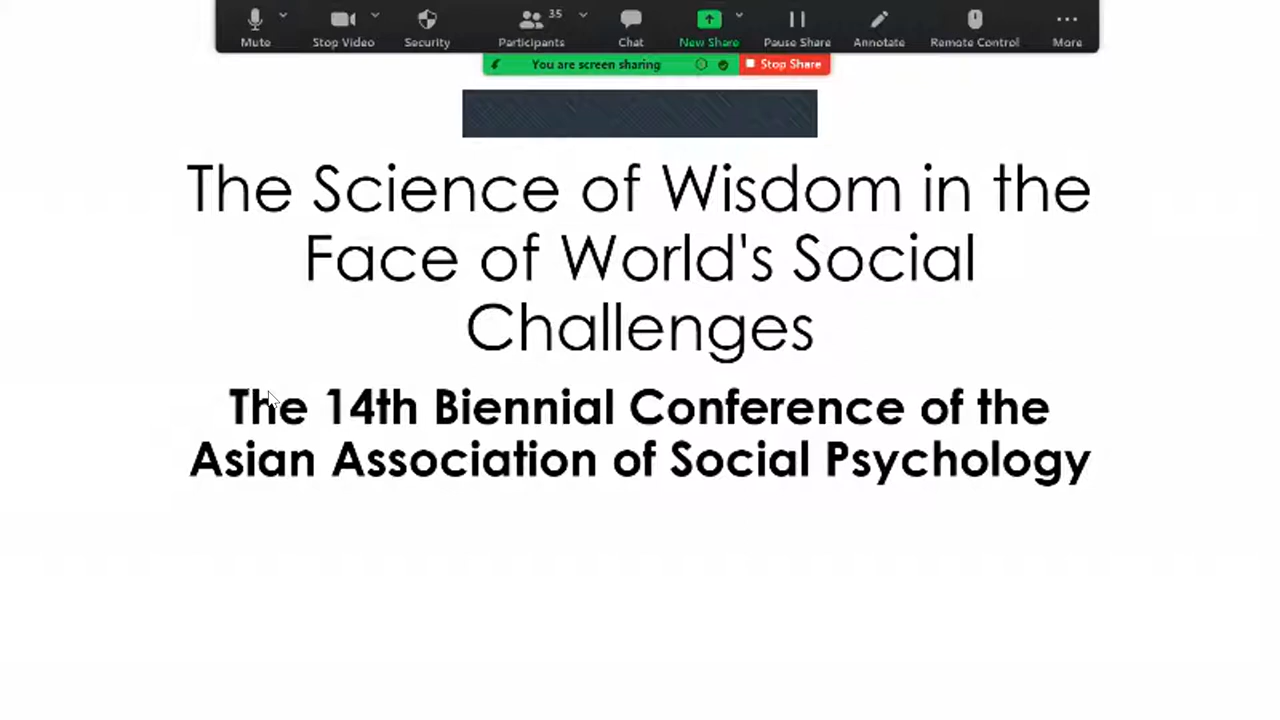 35
Mute
Stop Video
Security
Participants
Chat
New Share
Pause Share
Annotate
Remote Control
More
You are screen sharing
Stop Share
The Science of Wisdom in the
Face of World's Social
Challenges
The 14th Biennial Conference of the
Asian Association of Social Psychology